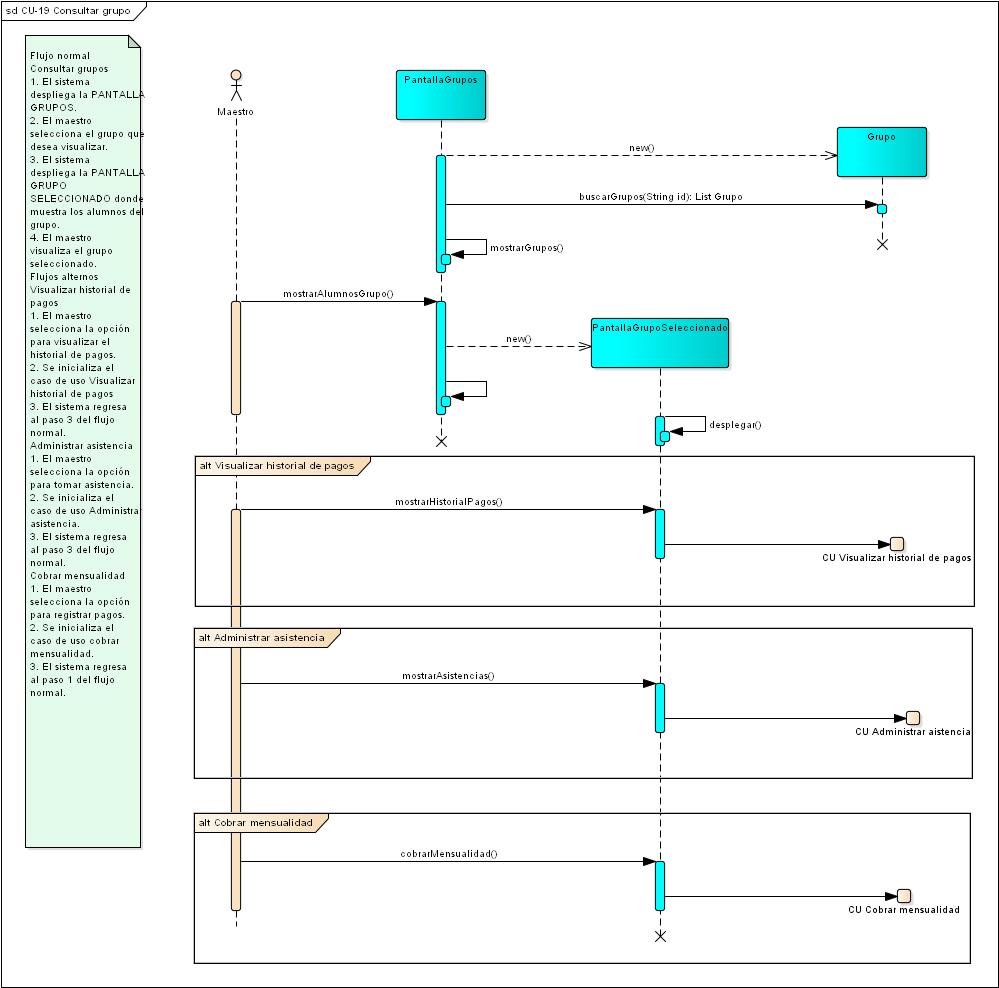 sd CU-19 Consultar grupo
Flujo normal
Consultar grupos
1. El sistema
despliega la PANTALLA
GRUPOS.
2. El maestro
selecciona el grupo que
desea visualizar.
3. El sistema
despliega la PANTALLA
GRUPO
SELECCIONADO donde
muestra los alumnos del
grupo.
4. El maestro
visualiza el grupo
seleccionado.
Flujos alternos
Visualizar historial de
pagos
1. El maestro
selecciona la opción
para visualizar el
historial de pagos.
2. Se inicializa el
caso de uso Visualizar
historial de pagos
3. El sistema regresa
al paso 3 del flujo
normal.
Administrar asistencia
1. El maestro
selecciona la opción
para tomar asistencia.
2. Se inicializa el
caso de uso Administrar
asistencia.
3. El sistema regresa
al paso 3 del flujo
normal.
Cobrar mensualidad
1. El maestro
selecciona la opción
para registrar pagos.
2. Se inicializa el
caso de uso cobrar
mensualidad.
3. El sistema regresa
al paso 1 del flujo
normal.
Maestro
PantallaGrupos
Grupo
new()
buscarGrupos(String id): List Grupo
mostrarGrupos()
mostrarAlumnosGrupo()
PantallaGrupoSeleccionado
new()
desplegar()
alt Visualizar historial de pagos
mostrarHistorialPagos()
CU Visualizar historial de pagos
alt Administrar asistencia
mostrarAsistencias()
CU Administrar aistencia
alt Cobrar mensualidad
cobrarMensualidad()
CU Cobrar mensualidad